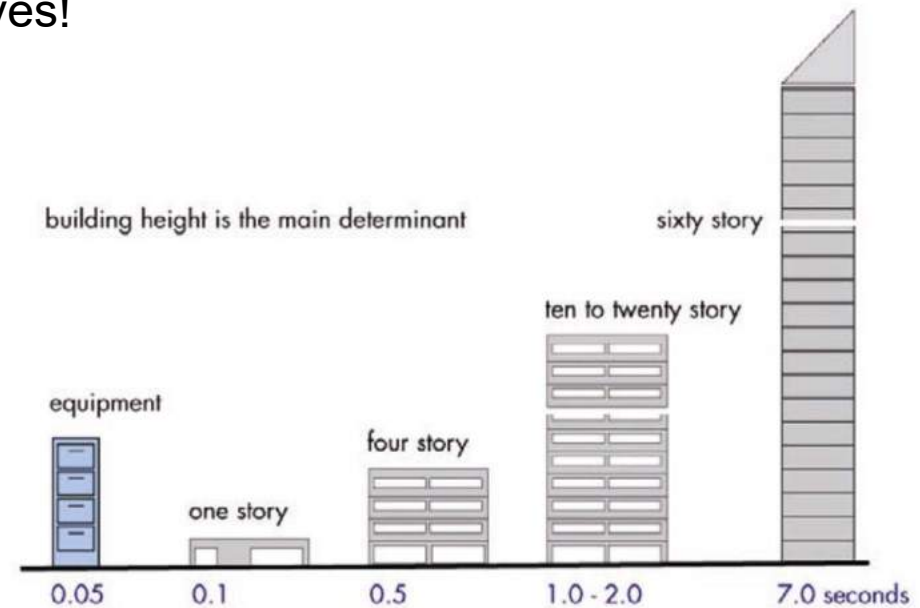 ves!
building height is the main determinant
sixty story
ten to twenty story
equipment
four story
one story
0.05 0.1 0.5 1.0 - 2.0 7.0 seconds